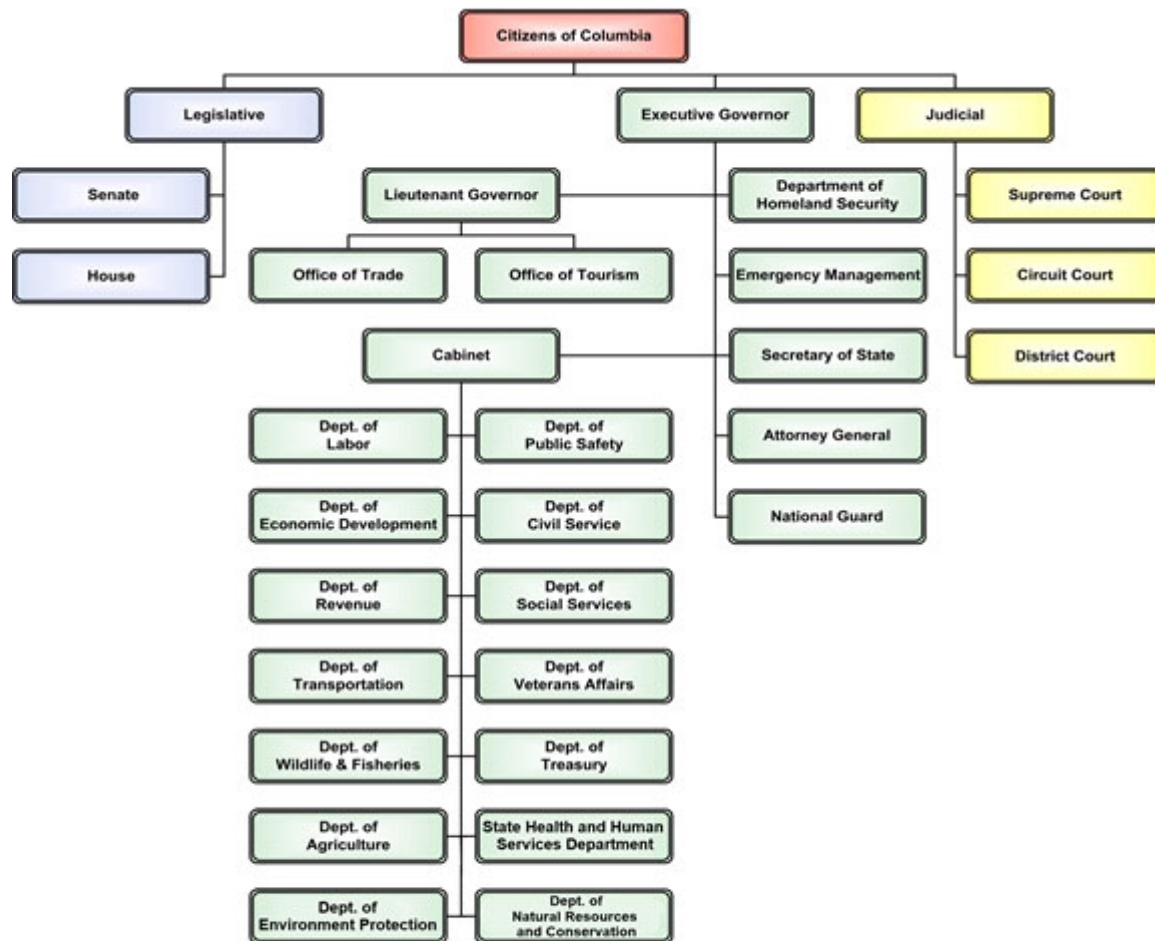 Citizens of Columbia
Legislative
Executive Governor
Judicial
Senate
Lieutenant Governor
Department of
Homeland Security
Supreme Court
House
Office of Trade
Office of Tourism
Emergency Management
Circuit Court
Cabinet
Secretary of State
District Court
Dept. of
Labor
Dept. of
Public Safety
Attorney General
Dept. of
Economic Development
Dept. of
Civil Service
National Guard
Dept. of
Revenue
Dept. of
Social Services
Dept. of
Transportation
Dept. of
Veterans Affairs
Dept. of
Wildlife & Fisheries
Dept. of
Treasury
Dept. of
Agriculture
State Health and Human
Services Department
Dept. of
Environment Protection
Dept. of
Natural Resources
and Conservation